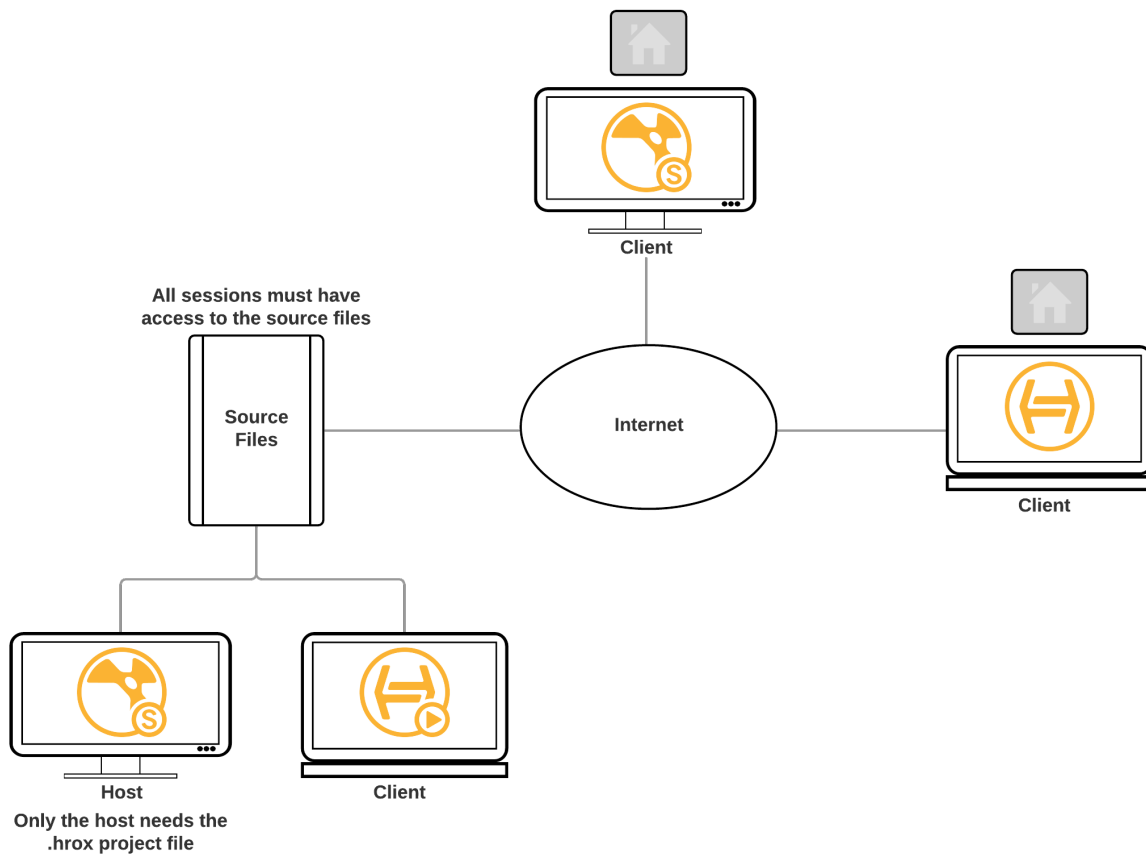 S
Client
All sessions must have
access to the source files
Source
Files
Internet
Client
S
Host
Client
Only the host needs the
.hrox project file